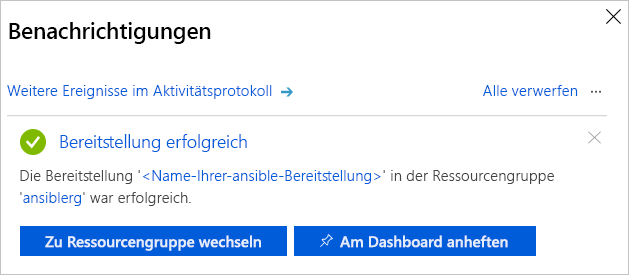 Benachrichtigungen
Weitere Ereignisse im Aktivitätsprotokoll
Alle verwerfen
Bereitstellung erfolgreich
Die Bereitstellung '<Name-Ihrer-ansible-Bereitstellung>' in der Ressourcengruppe
'ansiblerg' war erfolgreich.
Zu Ressourcengruppe wechseln
Am Dashboard anheften